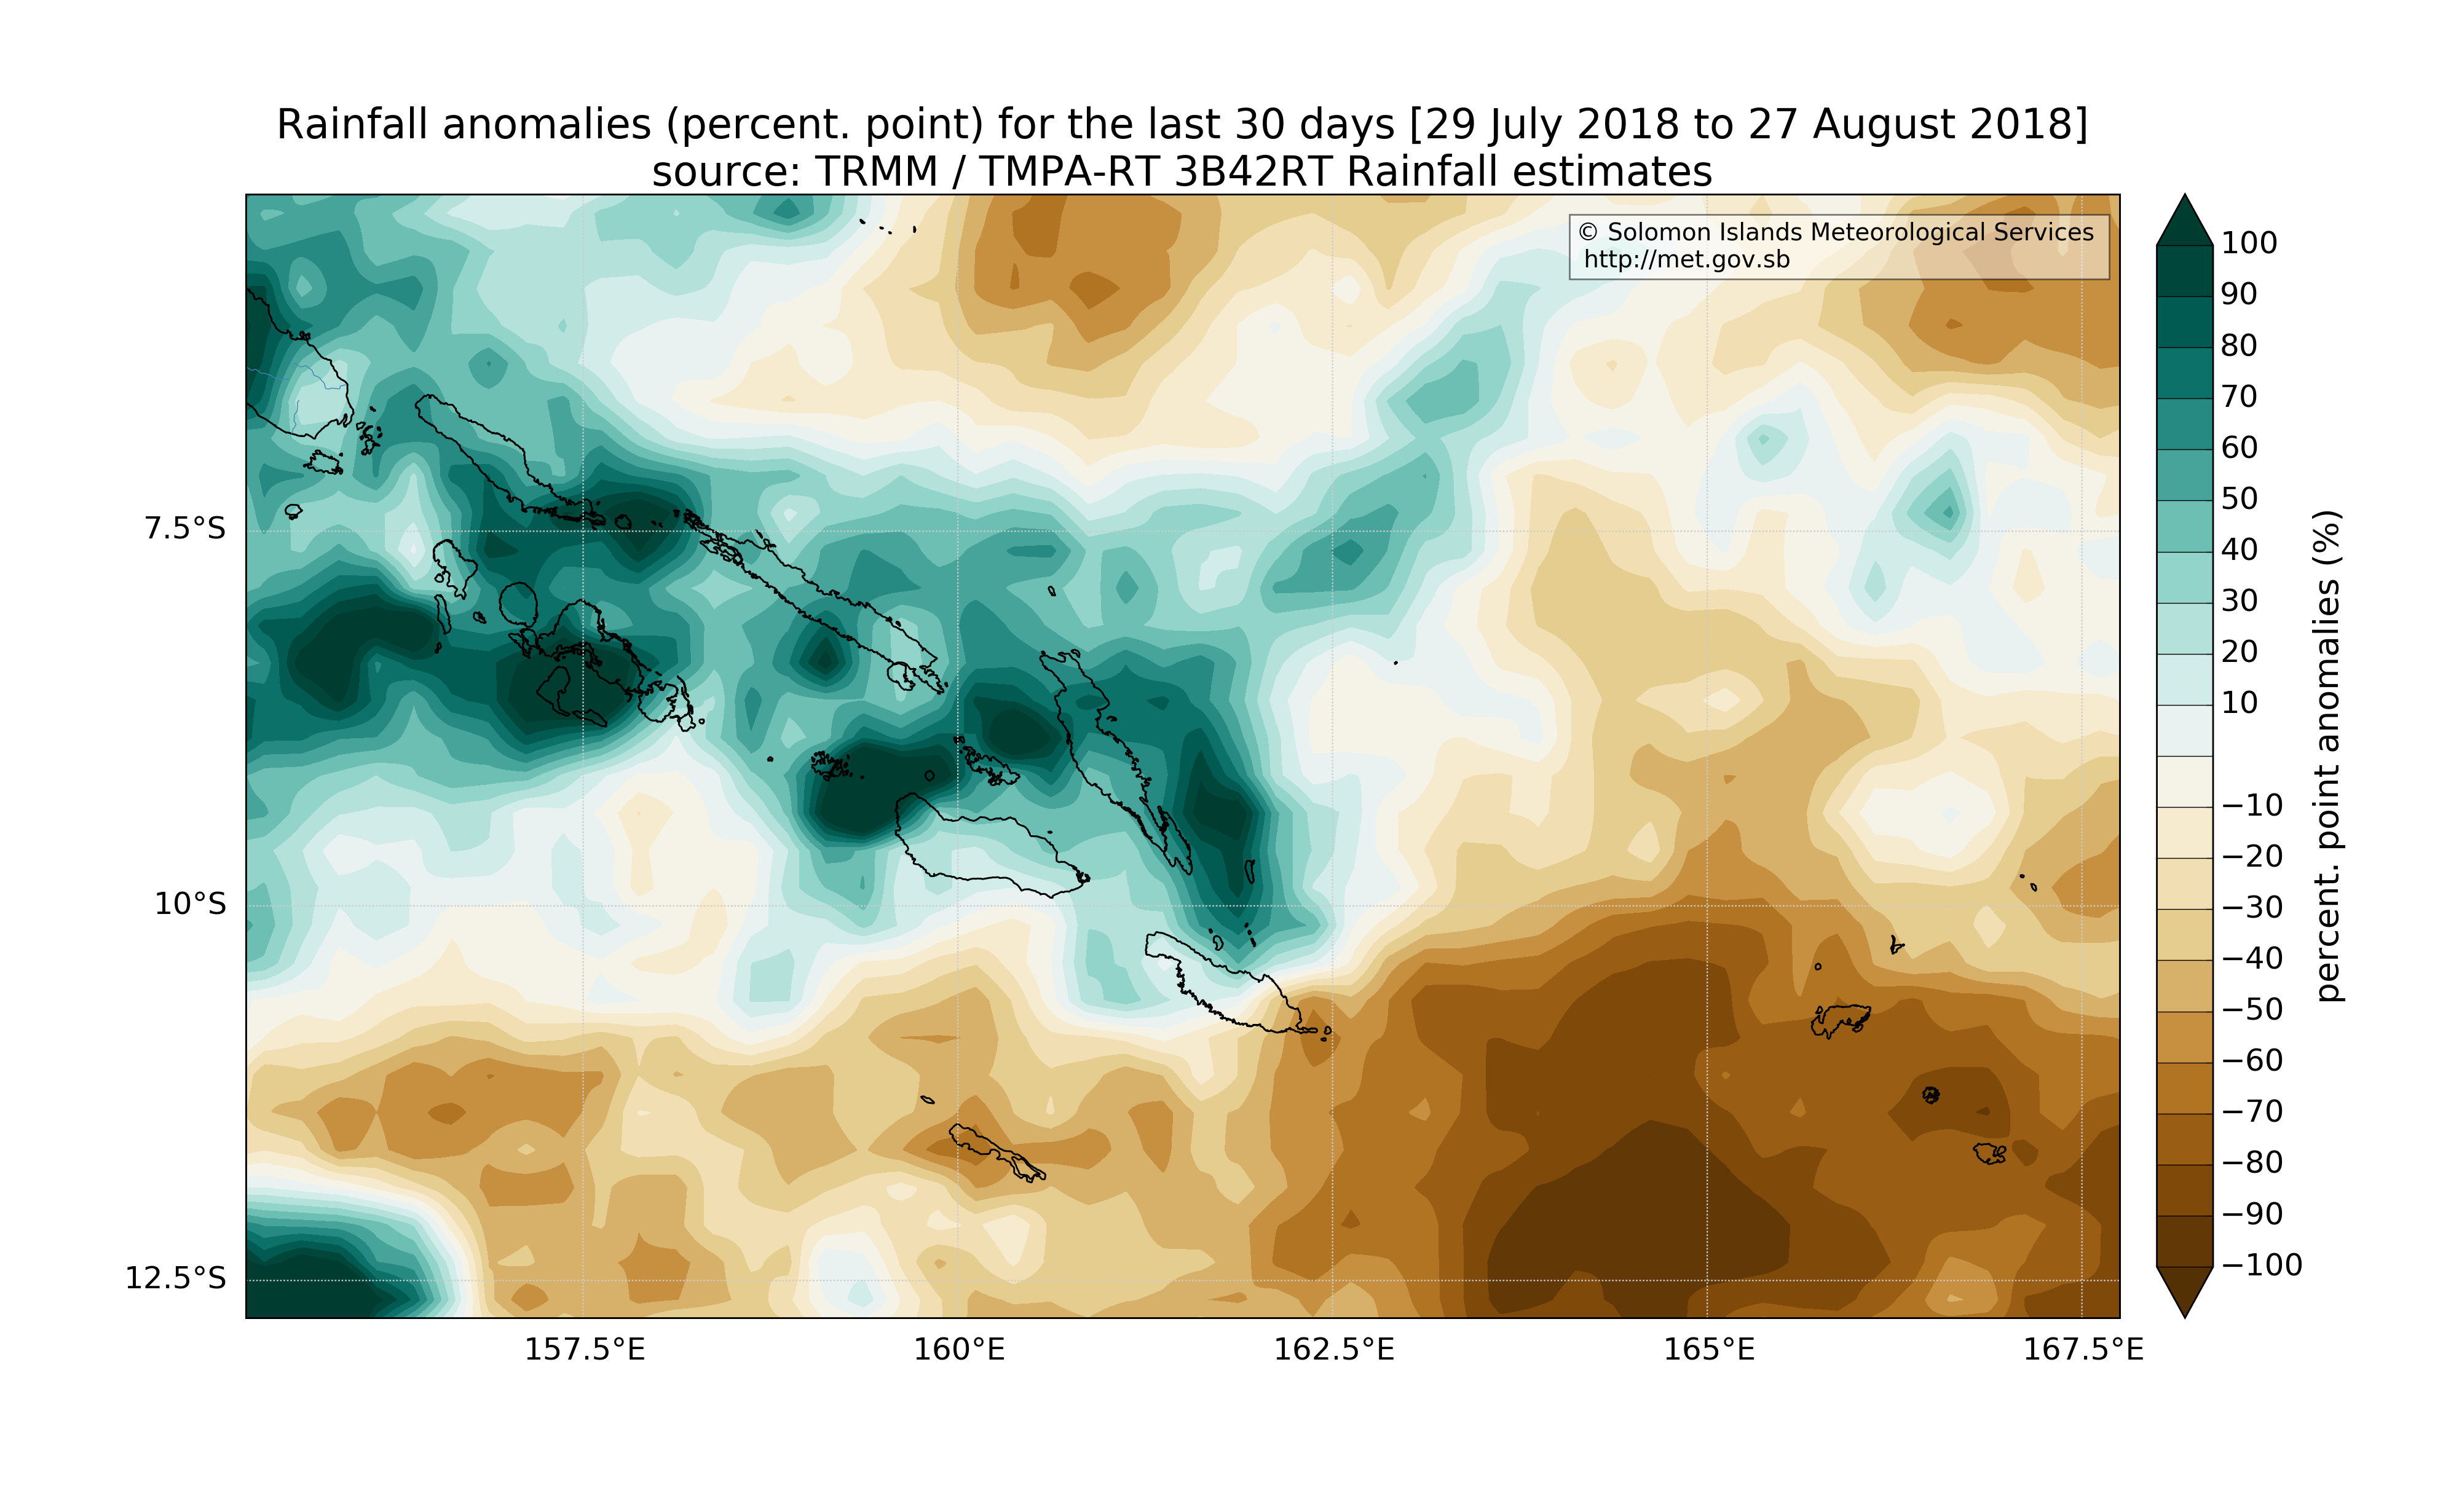 Rainfall anomalies (percent. point) for the last 30 days [29 July 2018 to 27 August 2018]
source: TRMM / TMPA-RT 3B42RT Rainfall estimates
© Solomon Islands Meteorological Services
http://met.gov.sb
7.5°S
10°S
12.5°S
157.5°E
160°E
162.5°E
165°E
167.5°E
100
90
80
70
60
50
40
30
20
10
−10
−20
−30
−40
−50
−60
−70
−80
−90
−100
percent. point anomalies (%)